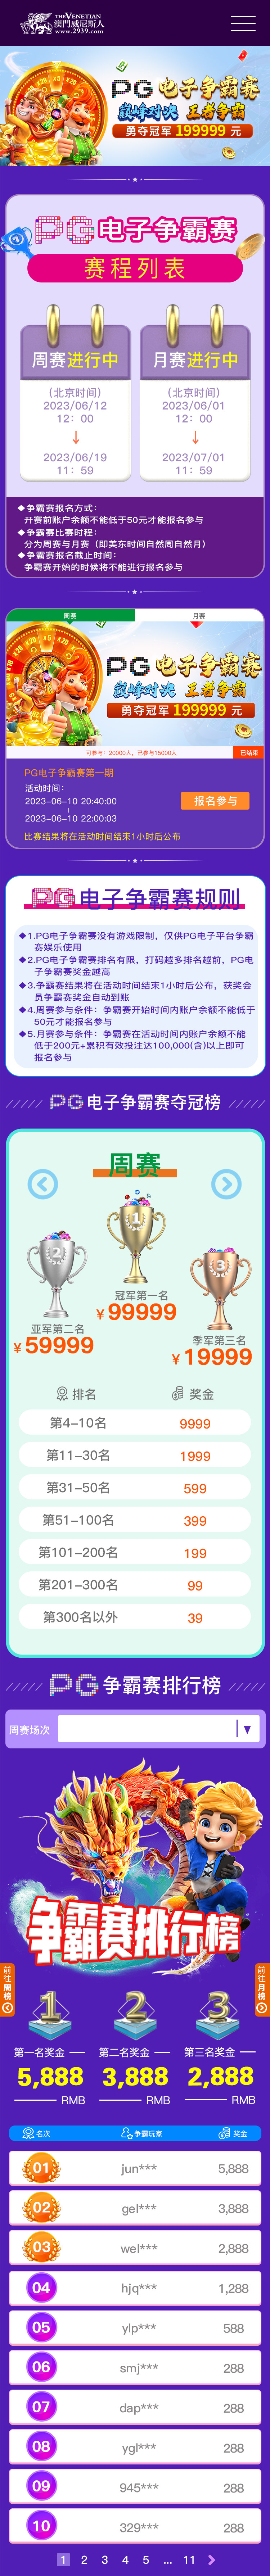 THE VENETIAN
澳門威尼斯人
www.2939.com
PG电子争霸赛
巅峰对决 王者争霸
勇夺冠军 199999 元
PG电子争霸赛
赛程列表
周赛进行中
月赛进行中
（北京时间）
2023/06/12
12：00
↓
2023/06/19
11：59
（北京时间）
2023/06/01
12：00
↓
2023/07/01
11：59
◆争霸赛报名方式：
开赛前账户余额不能低于50元才能报名参与
◆争霸赛比赛时程：
分为周赛与月赛（即美东时间自然周自然月）
◆争霸赛报名截止时间：
争霸赛开始的时候将不能进行报名参与
周赛
月赛
PG电子争霸赛
巅峰对决 王者争霸
勇夺冠军 199999 元
可参与：20000人，已参与15000人
已结束
PG电子争霸赛第一期
活动时间：
2023-06-10 20:40:00
2023-06-10 22:00:03
报名参与
比赛结果将在活动时间结束1小时后公布
PG电子争霸赛规则
◆1.PG电子争霸赛没有游戏限制，仅供PG电子平台争霸
赛娱乐使用
◆2.PG电子争霸赛排名有限，打码越多排名越前，PG电
子争霸赛奖金越高
◆3.争霸赛结果将在活动时间结束1小时后公布，获奖会
员争霸赛奖金自动到账
◆4.周赛参与条件：争霸赛开始时间内账户余额不能低于
50元才能报名参与
◆5.月赛参与条件：争霸赛在活动时间内账户余额不能
低于200元+累积有效投注达100,000(含)以上即可
报名参与
PG电子争霸赛夺冠榜
周赛
1
2
3
冠军第一名
¥99999
亚军第二名
¥59999
季军第三名
¥19999
排名 奖金
第4-10名 9999
第11-30名 1999
第31-50名 599
第51-100名 399
第101-200名 199
第201-300名 99
第300名以外 39
PG争霸赛排行榜
周赛场次
▼
争霸赛排行榜
前往周榜
前往月榜
1
2
3
第一名奖金
5,888
RMB
第二名奖金
3,888
RMB
第三名奖金
2,888
RMB
名次 争霸玩家 奖金
01 jun*** 5,888
02 gel*** 3,888
03 wel*** 2,888
04 hjq*** 1,288
05 ylp*** 588
06 smj*** 288
07 dap*** 288
08 ygl*** 288
09 945*** 288
10 329*** 288
1 2 3 4 5 ... 11 >